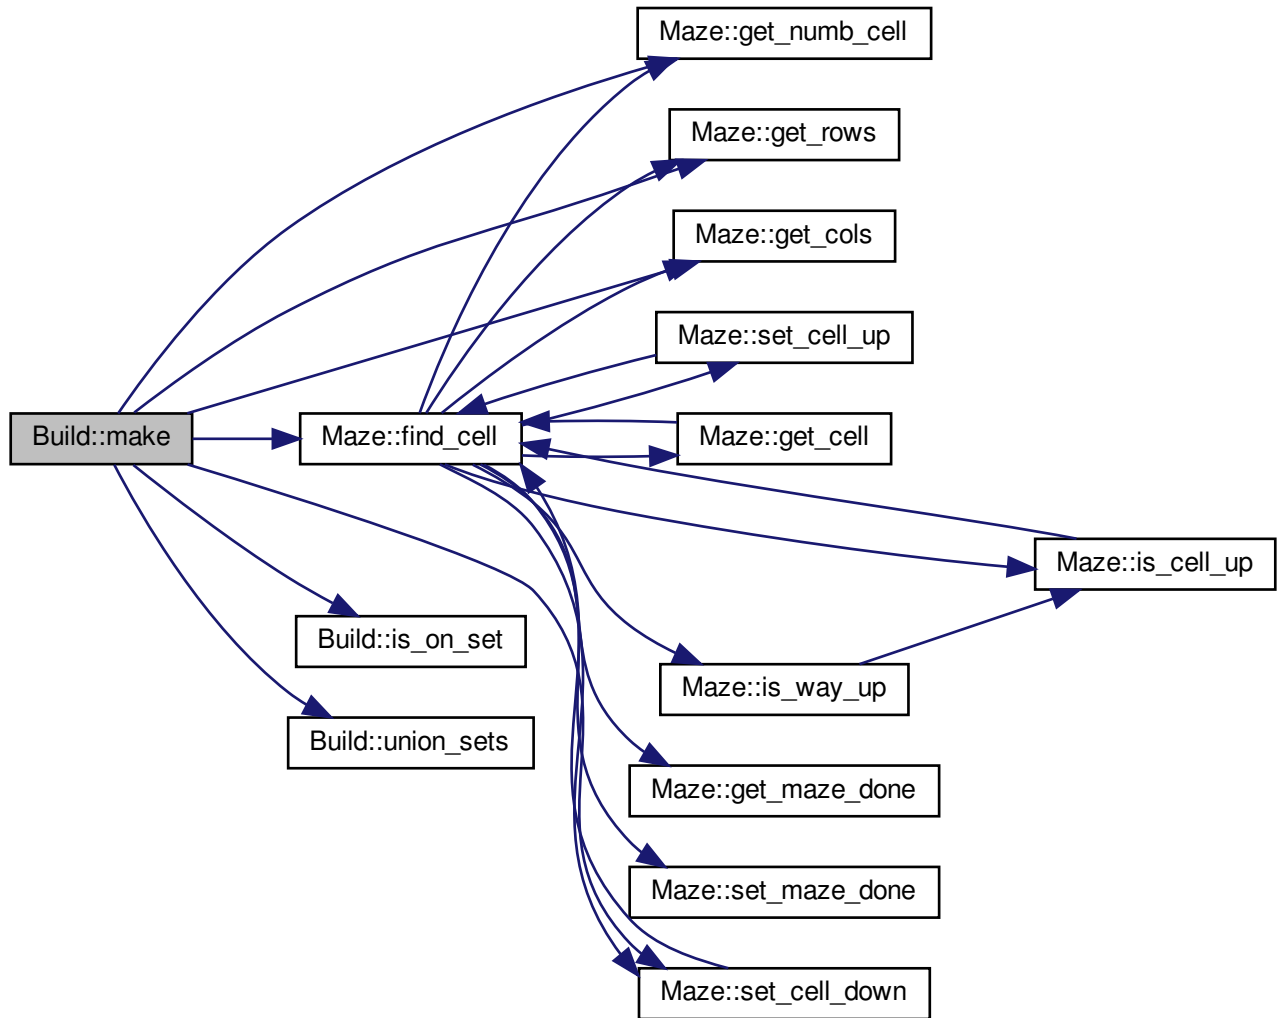 Maze::get_numb_cell
Maze::get_rows
Maze::get_cols
Maze::set_cell_up
Build::make
Maze::find_cell
Maze::get_cell
Maze::is_cell_up
Build::is_on_set
Maze::is_way_up
Build::union_sets
Maze::get_maze_done
Maze::set_maze_done
Maze::set_cell_down